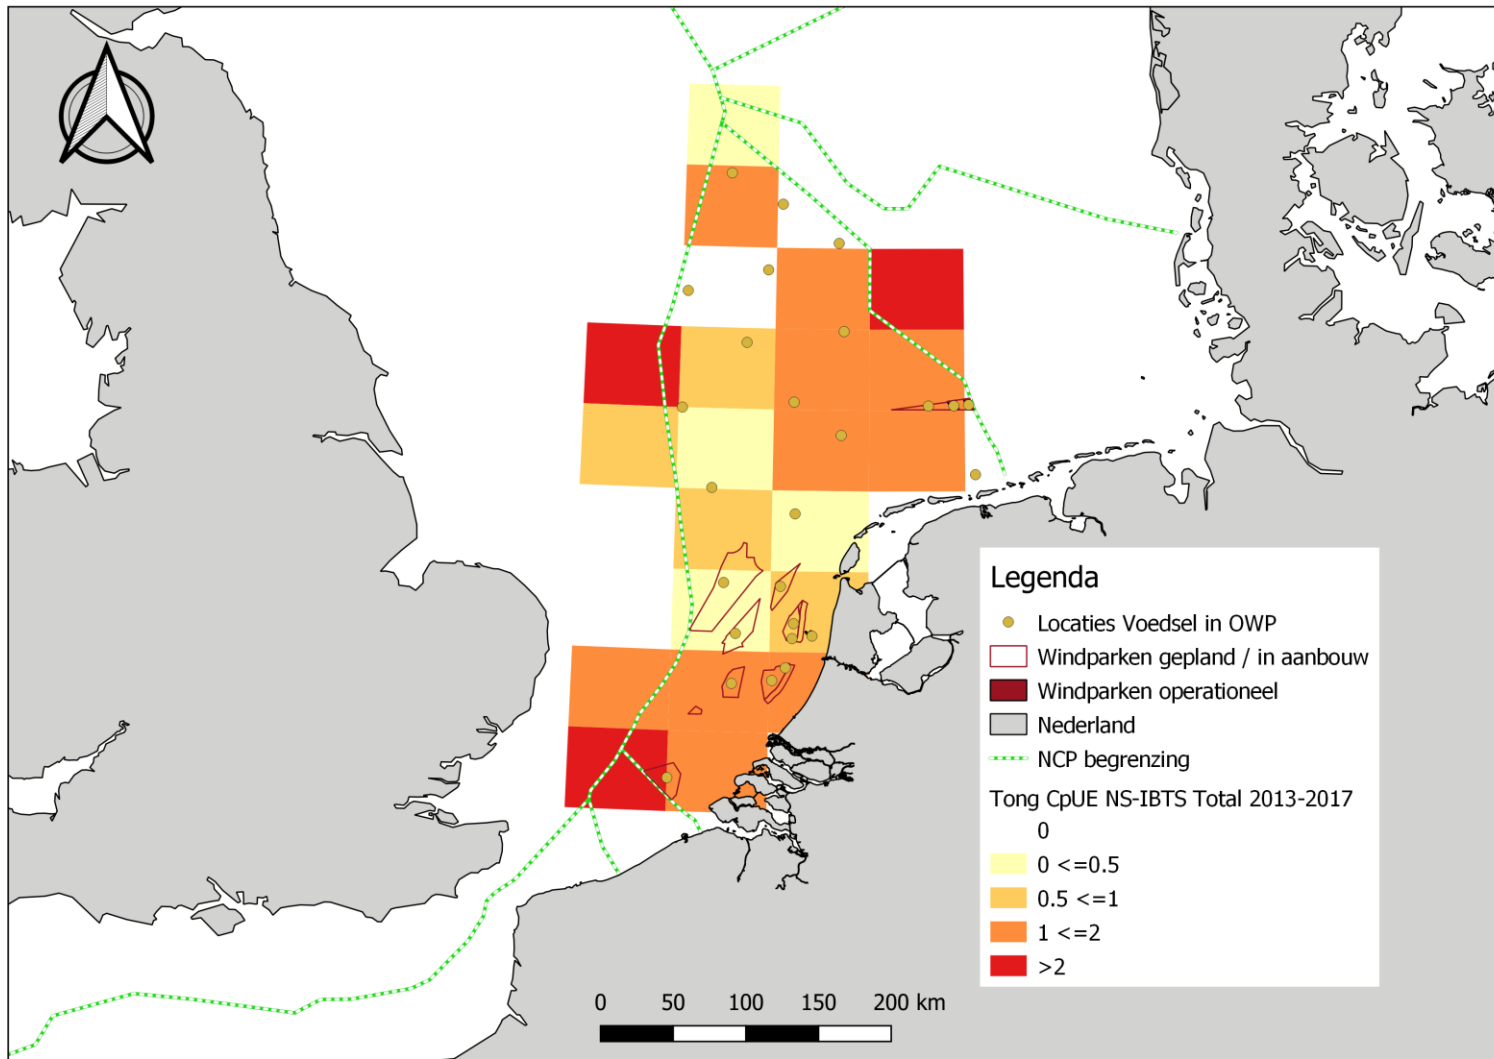 Legenda
Locaties Voedsel in OWP
Windparken gepland / in aanbouw
Windparken operationeel
Nederland
NCP begrenzing
Tong CpUE NS-IBTS Total 2013-2017
0
0 <=0.5
0.5 <=1
1 <=2
>2
0 50 100 150 200 km